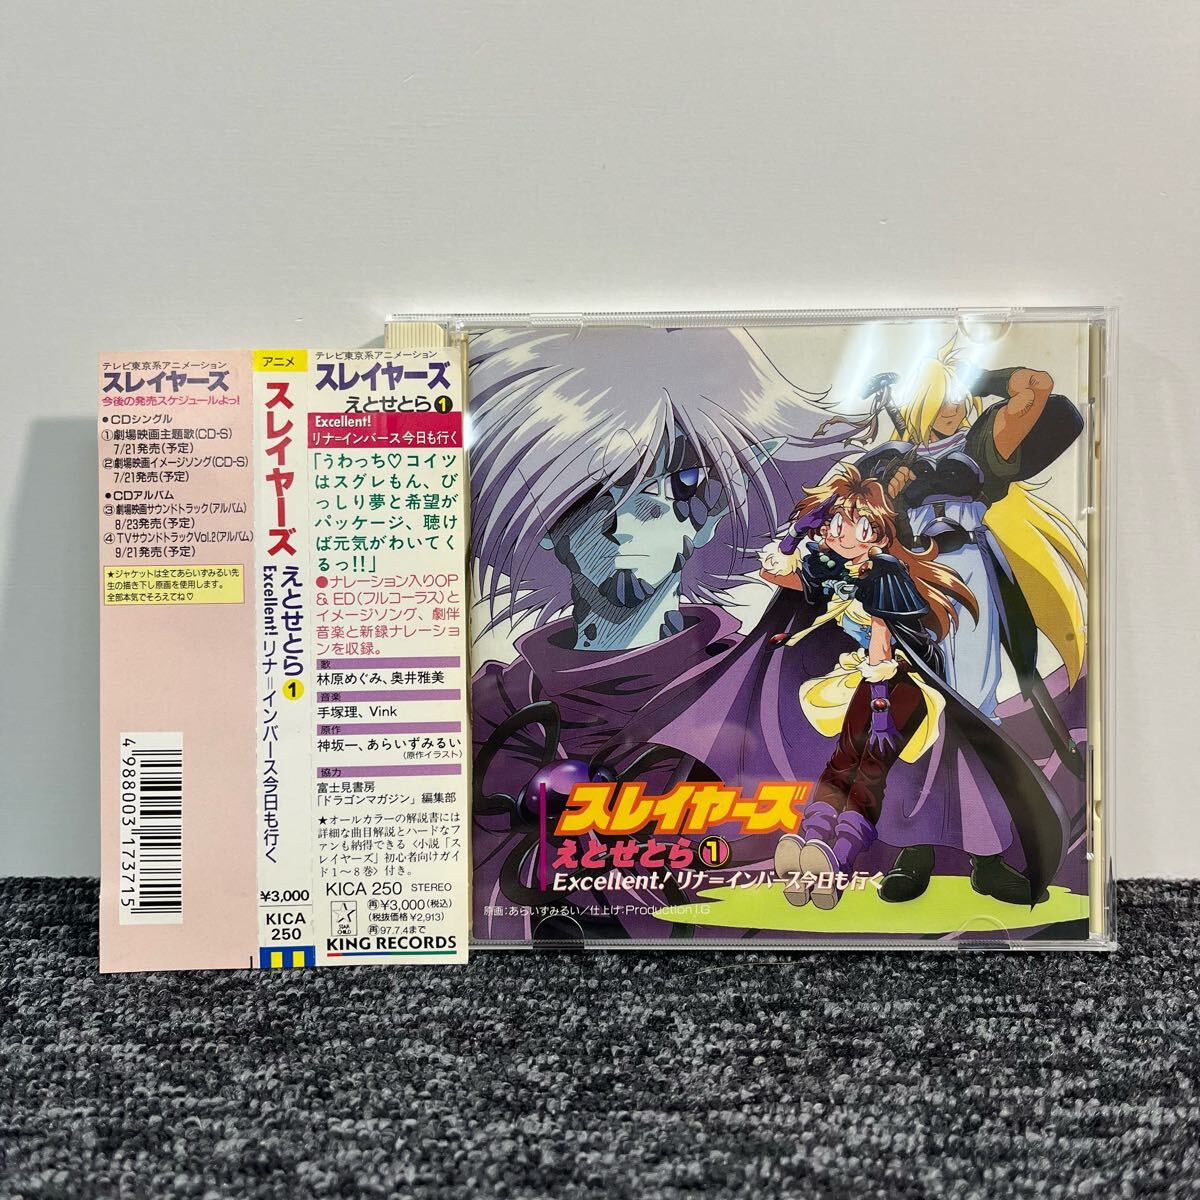 テレビ東京系アニメーション
スレイヤーズ
今後の発売スケジュールよっ!
●CDシングル
①劇場映画主題歌(CD-S)
7/21発売(予定)
②劇場映画イメージソング(CD-S)
7/21発売(予定)
●CDアルバム
③劇場映画サウンドトラック(アルバム)
8/23発売(予定)
④TVサウンドトラックVol.2(アルバム)
9/21発売(予定)
★ジャケットは全てあらいずみるい先
生の描き下し原画を使用します。
全部本気でそろえてね♡
4988003173715
アニメ
スレイヤーズ えとせとら1
Excellent! リナ=インバース今日も行く
¥3,000
KICA
250
テレビ東京系アニメーション
スレイヤーズ
えとせとら1
Excellent!
リナ=インバース今日も行く
「うわっち♡コイツ
はスグレもん、び
っしり夢と希望が
パッケージ、聴け
ば元気がわいてく
るっ!!」
●ナレーション入りOP
&ED(フルコーラス)と
イメージソング、劇伴
音楽と新録ナレーショ
ンを収録。
歌
林原めぐみ、奥井雅美
音楽
手塚理、Vink
原作
神坂一、あらいずみるい
(原作イラスト)
協力
富士見書房
「ドラゴンマガジン」編集部
★オールカラーの解説書には
詳細な曲目解説とハードなフ
ァンも納得できる〈小説「ス
レイヤーズ」初心者向けガイ
ド1〜8巻〉付き。
KICA 250 STEREO
再¥3,000(税込)
(税抜価格¥2,913)
再97.7.4まで
STAR
CHILD
KING RECORDS
スレイヤーズ
えとせとら1
Excellent! リナ=インバース今日も行く
原画:あらいずみるい/仕上げ:Production I.G